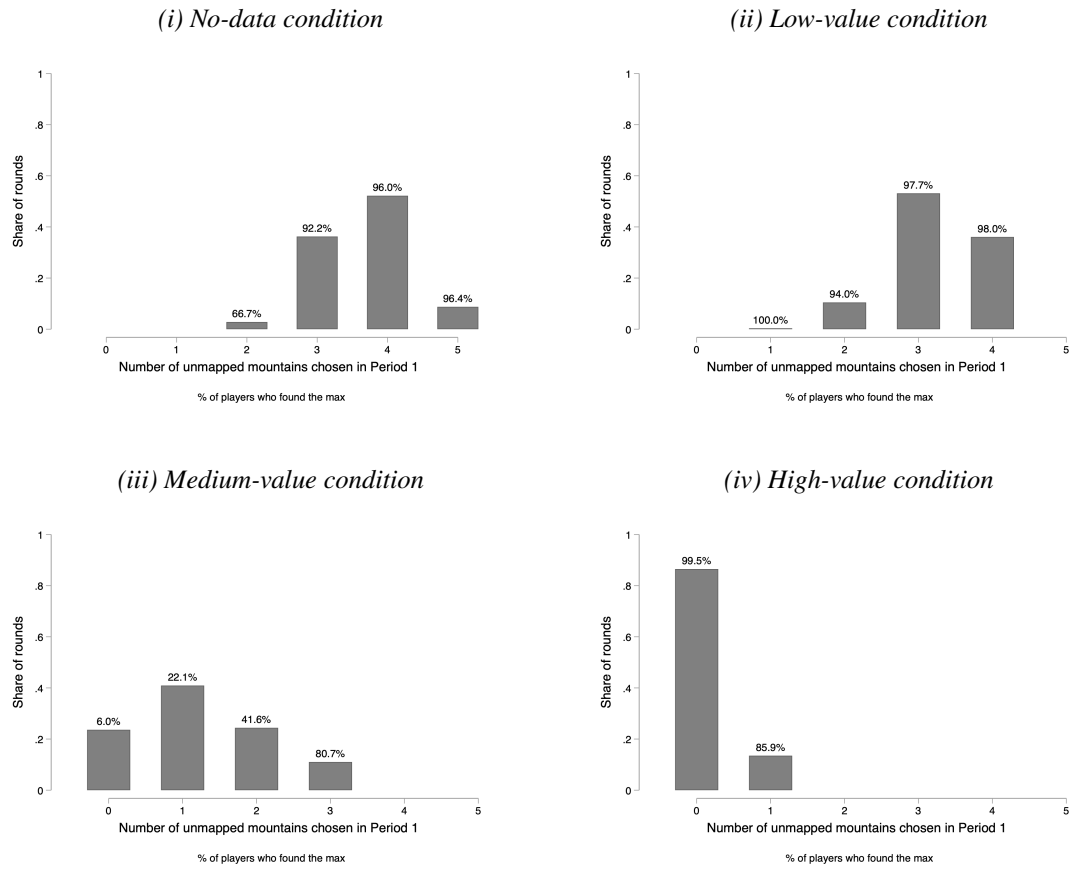 (i) No-data condition
Share of rounds
1
.8
.6
.4
.2
0
66.7%
92.2%
96.0%
96.4%
0 1 2 3 4 5
Number of unmapped mountains chosen in Period 1
% of players who found the max
(ii) Low-value condition
Share of rounds
1
.8
.6
.4
.2
0
100.0%
94.0%
97.7%
98.0%
0 1 2 3 4 5
Number of unmapped mountains chosen in Period 1
% of players who found the max
(iii) Medium-value condition
Share of rounds
1
.8
.6
.4
.2
0
6.0%
22.1%
41.6%
80.7%
0 1 2 3 4 5
Number of unmapped mountains chosen in Period 1
% of players who found the max
(iv) High-value condition
Share of rounds
1
.8
.6
.4
.2
0
99.5%
85.9%
0 1 2 3 4 5
Number of unmapped mountains chosen in Period 1
% of players who found the max